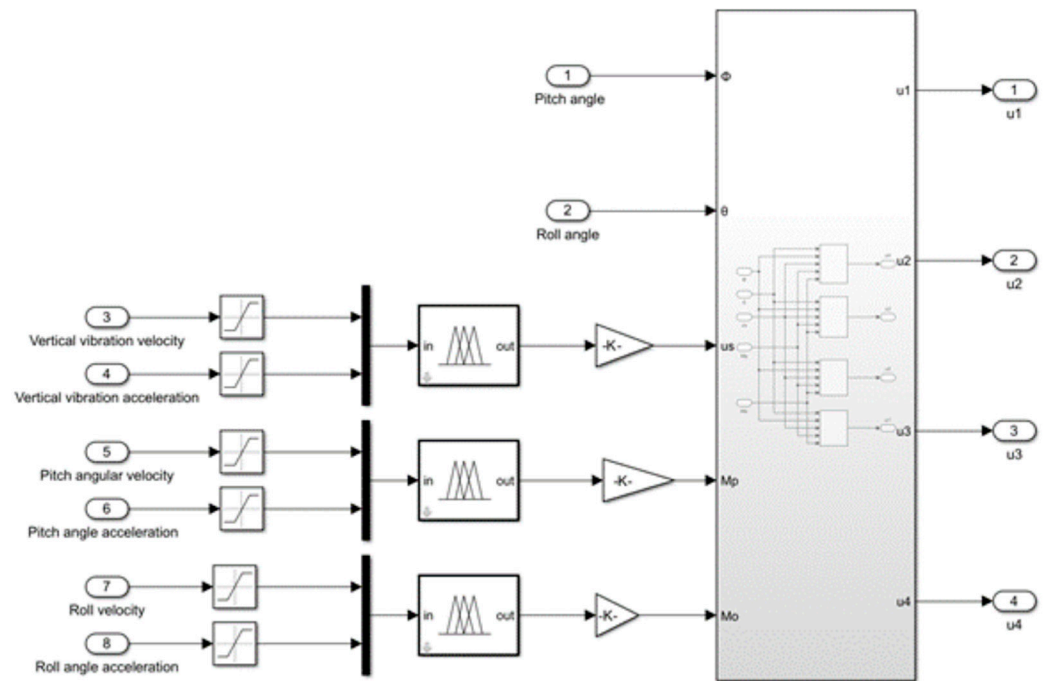 1
Pitch angle
2
Roll angle
3
Vertical vibration velocity
4
Vertical vibration acceleration
5
Pitch angular velocity
6
Pitch angle acceleration
7
Roll velocity
8
Roll angle acceleration
in out
-K-
in out
-K-
in out
-K-
Φ
θ
us
Mp
Mo
u1
u2
u3
u4
1
u1
2
u2
3
u3
4
u4